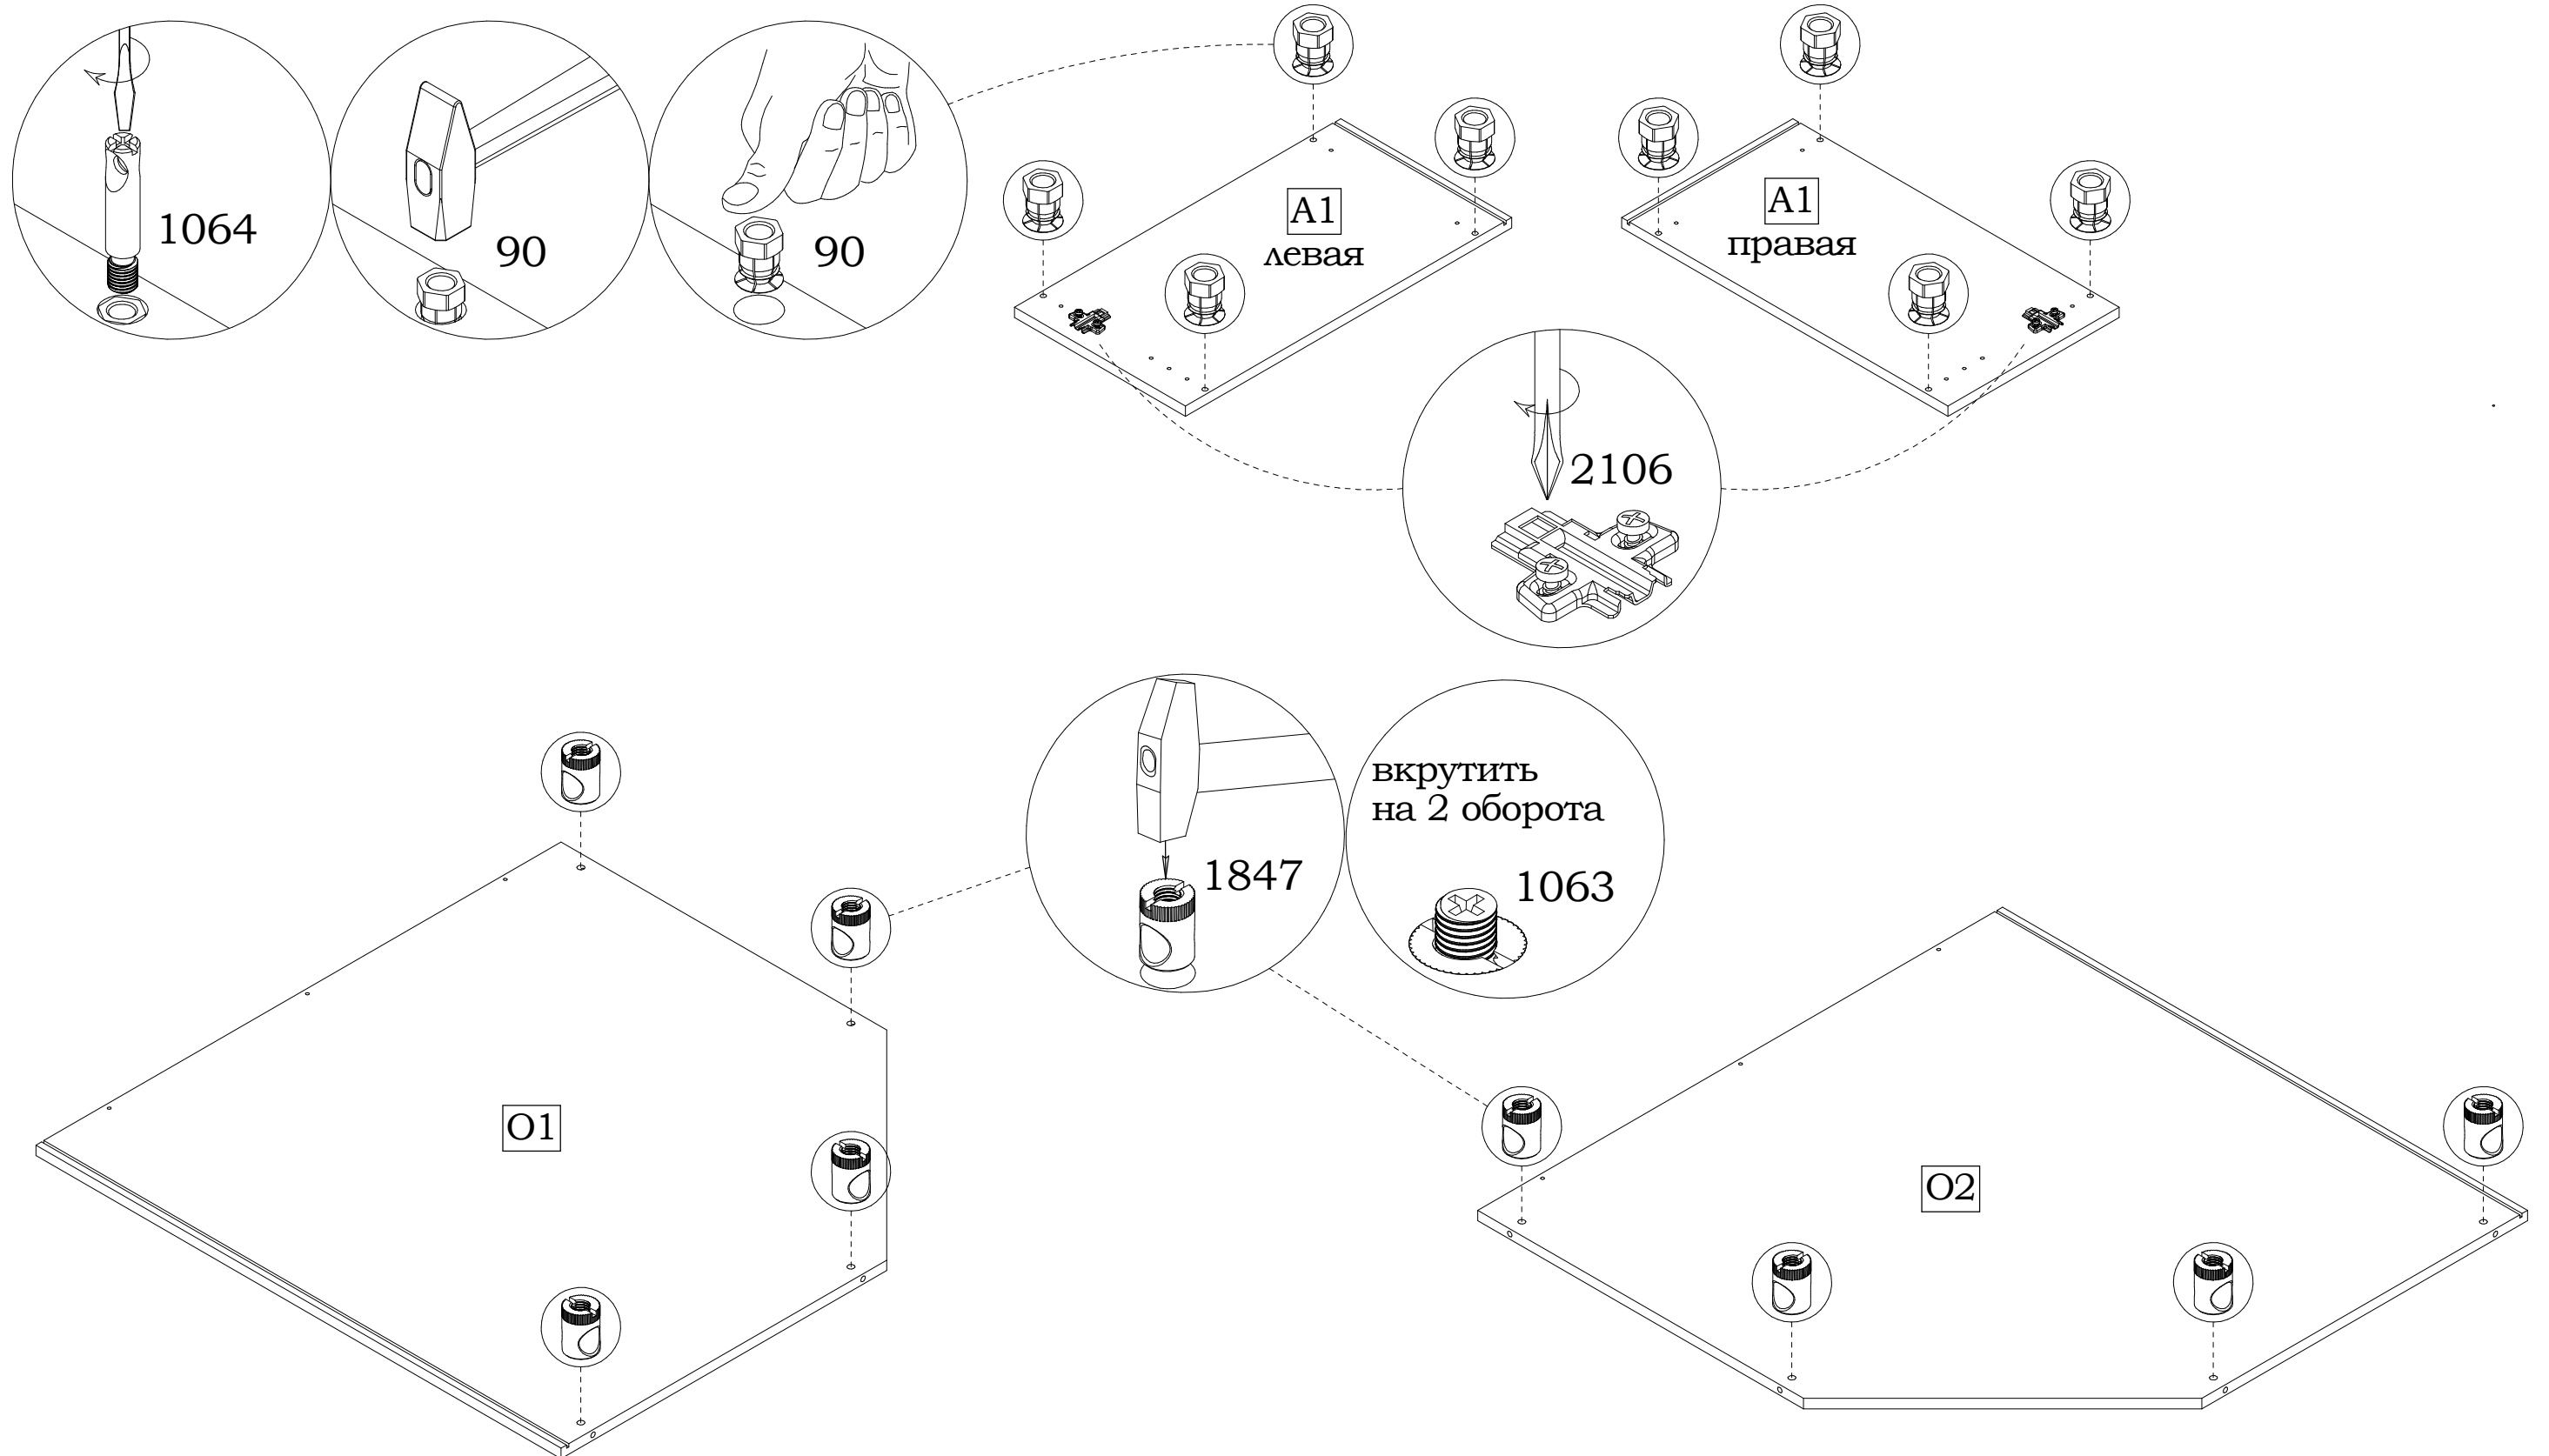 1064
90
90
A1
левая
A1
правая
2106
1847
вкрутить
на 2 оборота
1063
O1
O2